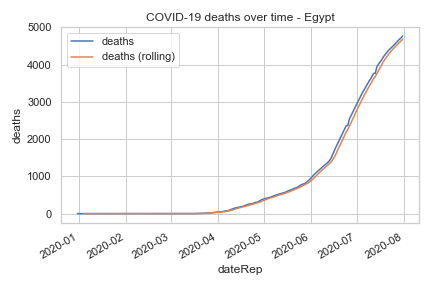 COVID-19 deaths over time - Egypt
deaths
deaths (rolling)
5000
4000
3000
2000
1000
0
deaths
2020-01
2020-02
2020-03
2020-04
2020-05
2020-06
2020-07
2020-08
dateRep